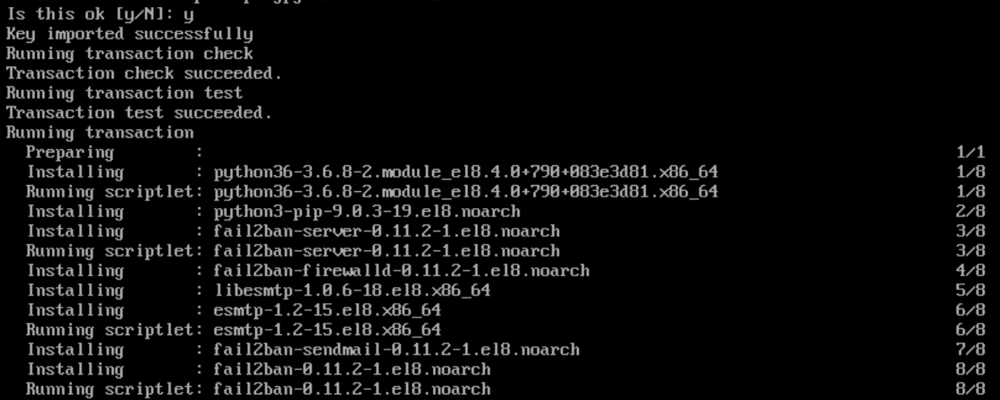 Is this ok [y/N]: y
Key imported successfully
Running transaction check
Transaction check succeeded.
Running transaction test
Transaction test succeeded.
Running transaction
  Preparing        :                                                        1/1
  Installing       : python36-3.6.8-2.module_el8.4.0+790+083e3d81.x86_64    1/8
  Running scriptlet: python36-3.6.8-2.module_el8.4.0+790+083e3d81.x86_64    1/8
  Installing       : python3-pip-9.0.3-19.el8.noarch                        2/8
  Installing       : fail2ban-server-0.11.2-1.el8.noarch                    3/8
  Running scriptlet: fail2ban-server-0.11.2-1.el8.noarch                    3/8
  Installing       : fail2ban-firewalld-0.11.2-1.el8.noarch                 4/8
  Installing       : libesmtp-1.0.6-18.el8.x86_64                           5/8
  Installing       : esmtp-1.2-15.el8.x86_64                                6/8
  Running scriptlet: esmtp-1.2-15.el8.x86_64                                6/8
  Installing       : fail2ban-sendmail-0.11.2-1.el8.noarch                  7/8
  Installing       : fail2ban-0.11.2-1.el8.noarch                           8/8
  Running scriptlet: fail2ban-0.11.2-1.el8.noarch                           8/8